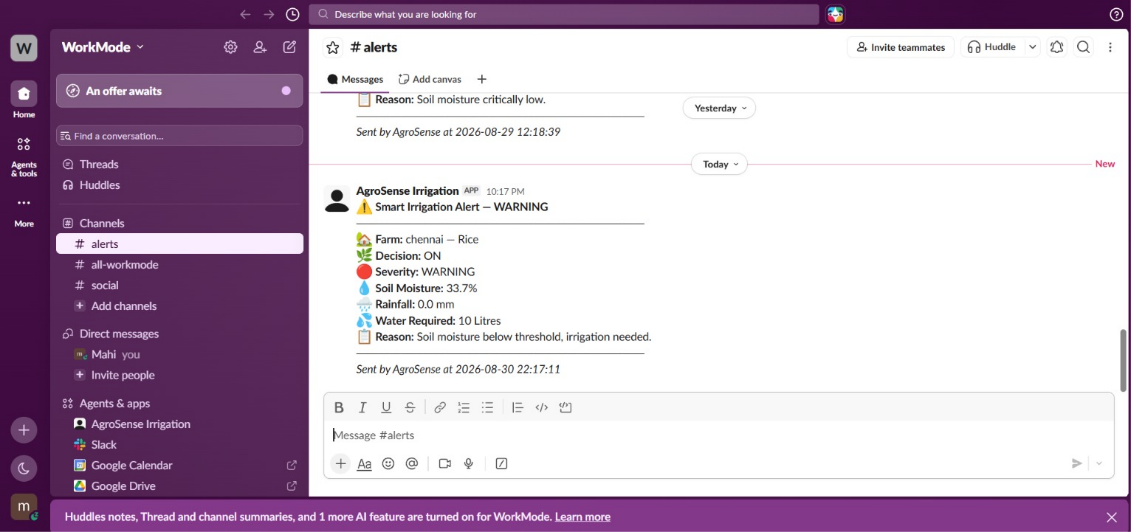 Describe what you are looking for
W
WorkMode
# alerts
Invite teammates
Huddle
An offer awaits
Messages
Add canvas
Home
Find a conversation...
Reason: Soil moisture critically low.
Yesterday
Sent by AgroSense at 2026-08-29 12:18:39
Agents
& tools
Threads
Huddles
Today
New
More
Channels
# alerts
# all-workmode
# social
Add channels
Direct messages
Mahi you
Invite people
Agents & apps
AgroSense Irrigation
Slack
Google Calendar
Google Drive
AgroSense Irrigation APP 10:17 PM
Smart Irrigation Alert — WARNING
Farm: chennai — Rice
Decision: ON
Severity: WARNING
Soil Moisture: 33.7%
Rainfall: 0.0 mm
Water Required: 10 Litres
Reason: Soil moisture below threshold, irrigation needed.
Sent by AgroSense at 2026-08-30 22:17:11
Message #alerts
Aa
m
Huddles notes, Thread and channel summaries, and 1 more AI feature are turned on for WorkMode. Learn more